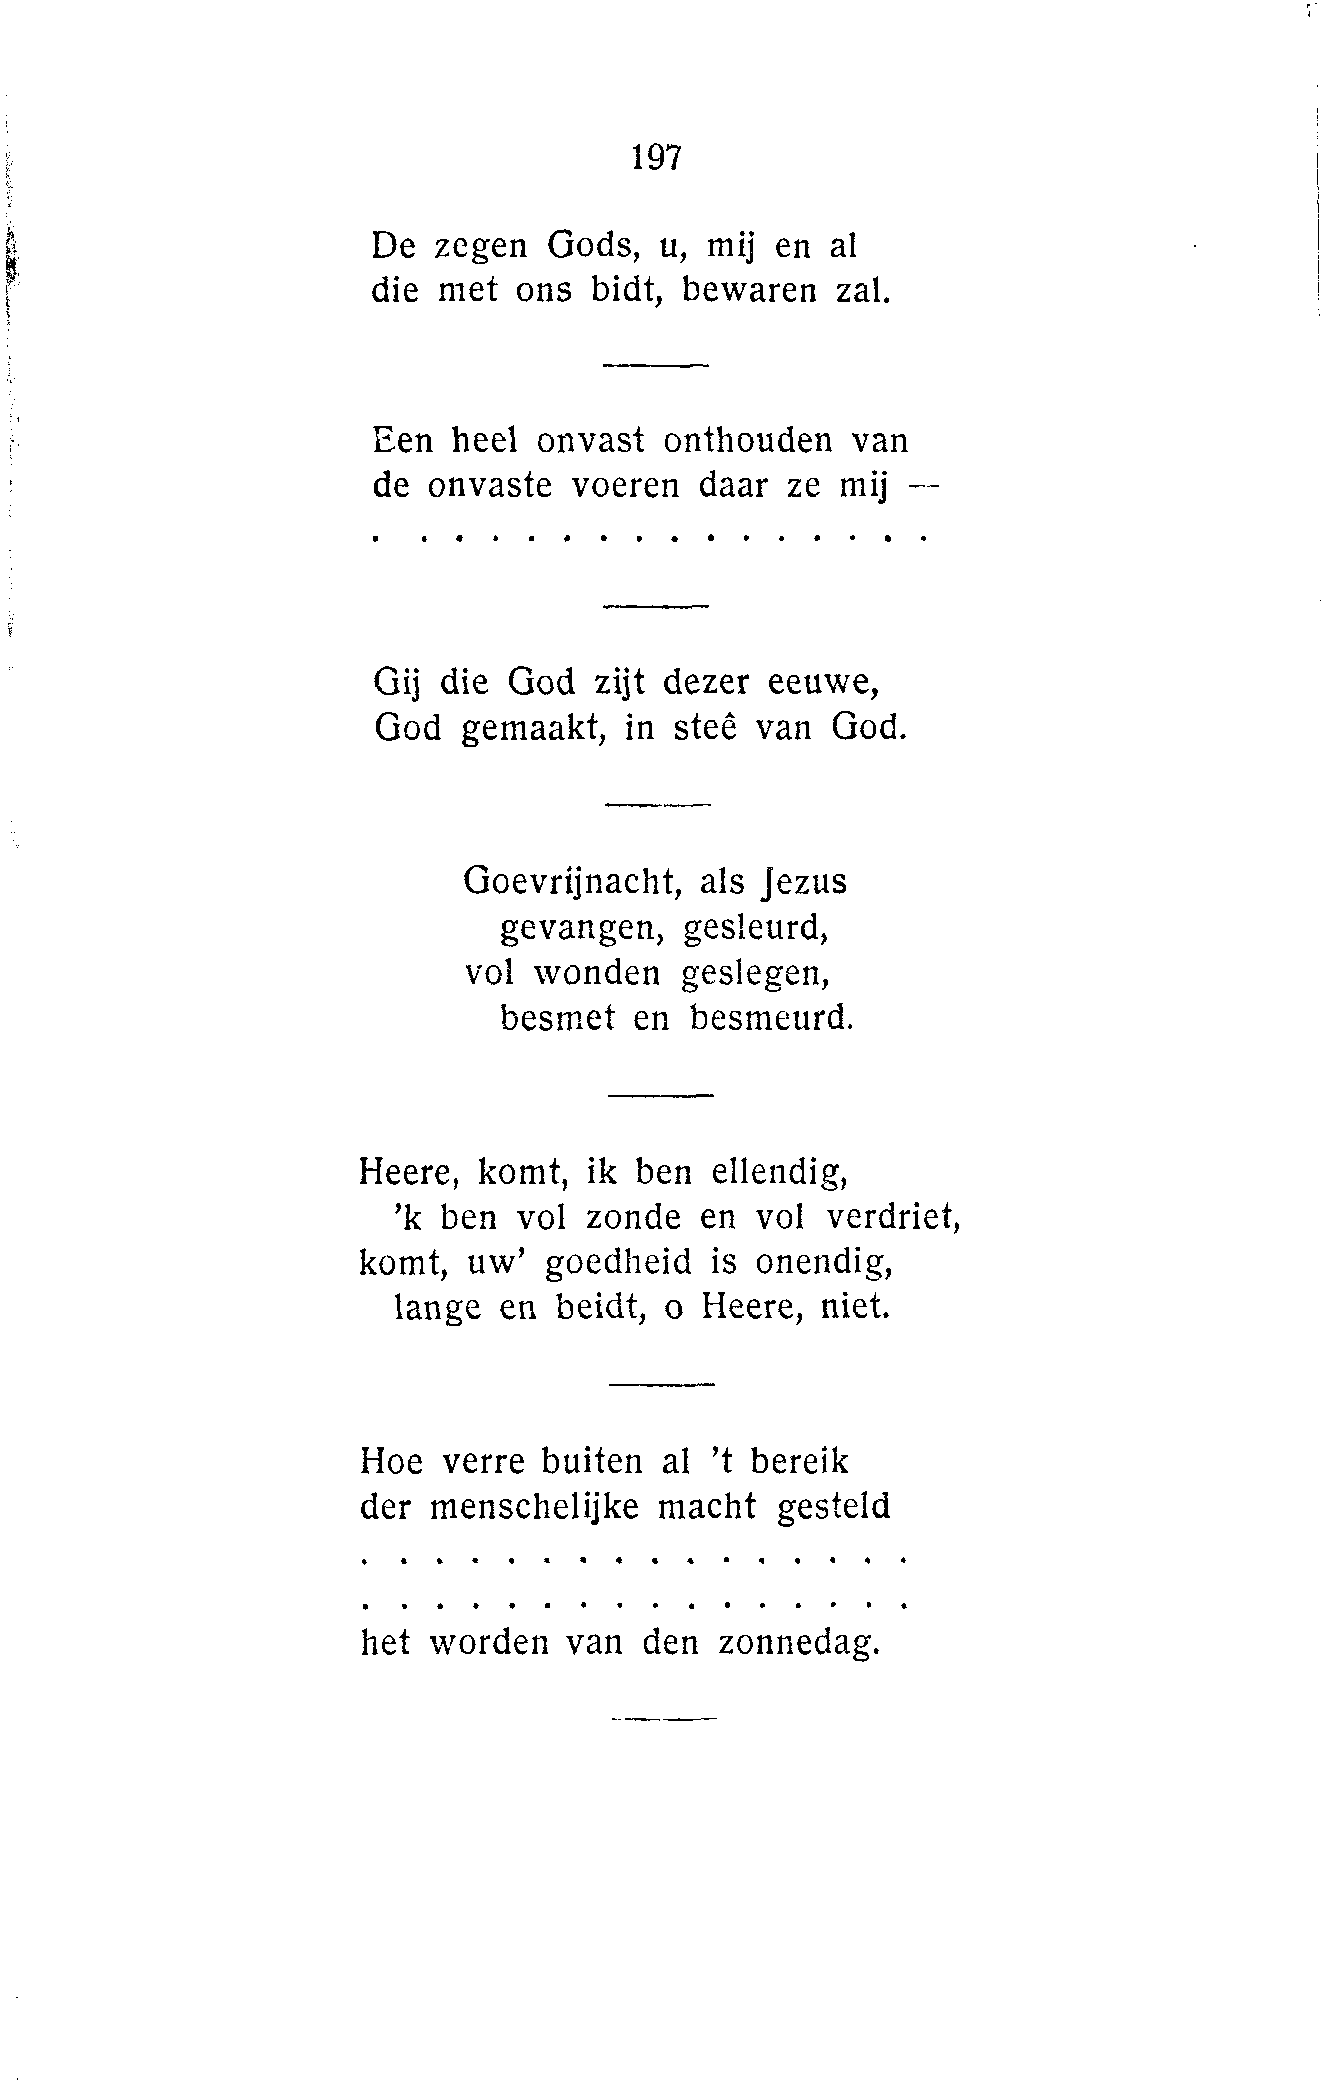 197
De zegen Gods, u, mij en al
die met ons bidt, bewaren zal.
Een heel onvast onthouden van
de onvaste voeren daar ze mij —
. . . . . . . . . . . . . . . .
Gij die God zijt dezer eeuwe,
God gemaakt, in steê van God.
Goevrijnacht, als Jezus
gevangen, gesleurd,
vol wonden geslegen,
besmet en besmeurd.
Heere, komt, ik ben ellendig,
'k ben vol zonde en vol verdriet,
komt, uw' goedheid is onendig,
lange en beidt, o Heere, niet.
Hoe verre buiten al 't bereik
der menschelijke macht gesteld
. . . . . . . . . . . . . . . .
. . . . . . . . . . . . . . . .
het worden van den zonnedag.